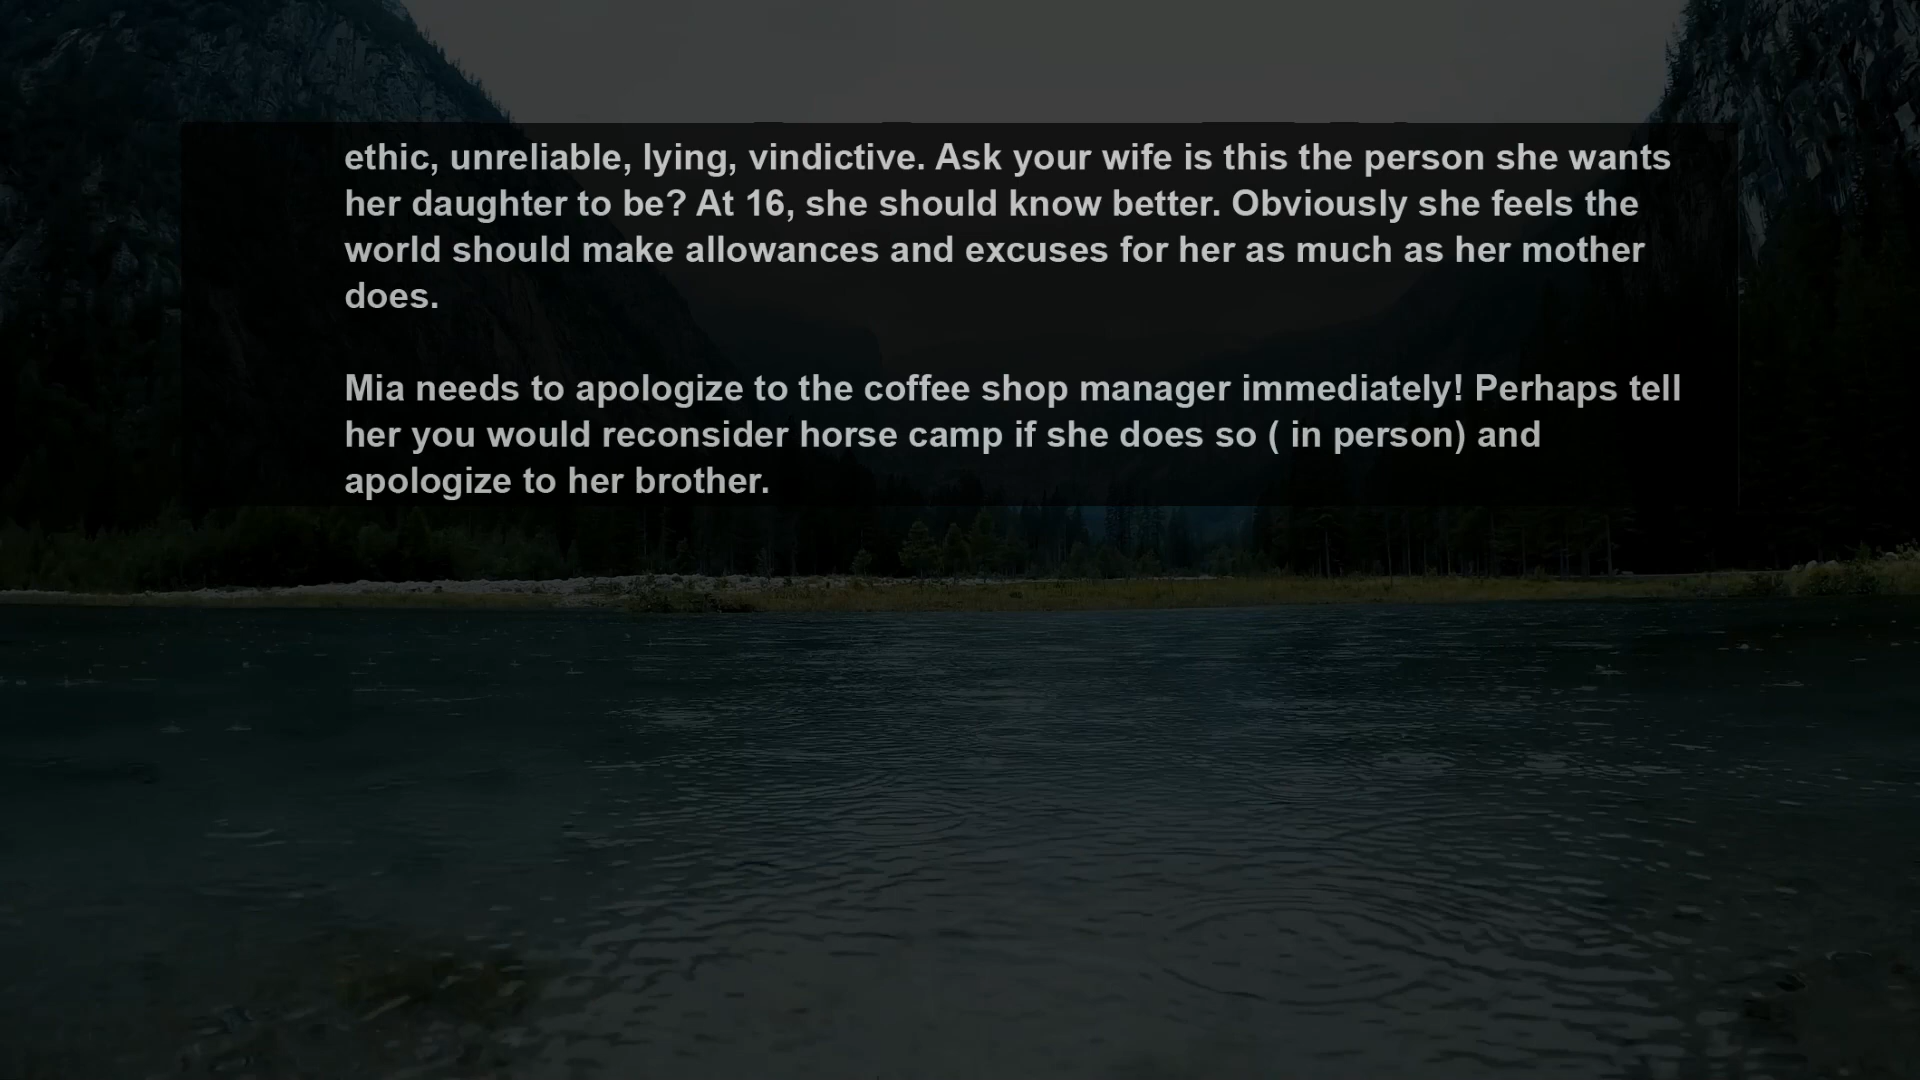 ethic, unreliable, lying, vindictive. Ask your wife is this the person she wants
her daughter to be? At 16, she should know better. Obviously she feels the
world should make allowances and excuses for her as much as her mother
does.
Mia needs to apologize to the coffee shop manager immediately! Perhaps tell
her you would reconsider horse camp if she does so ( in person) and
apologize to her brother.